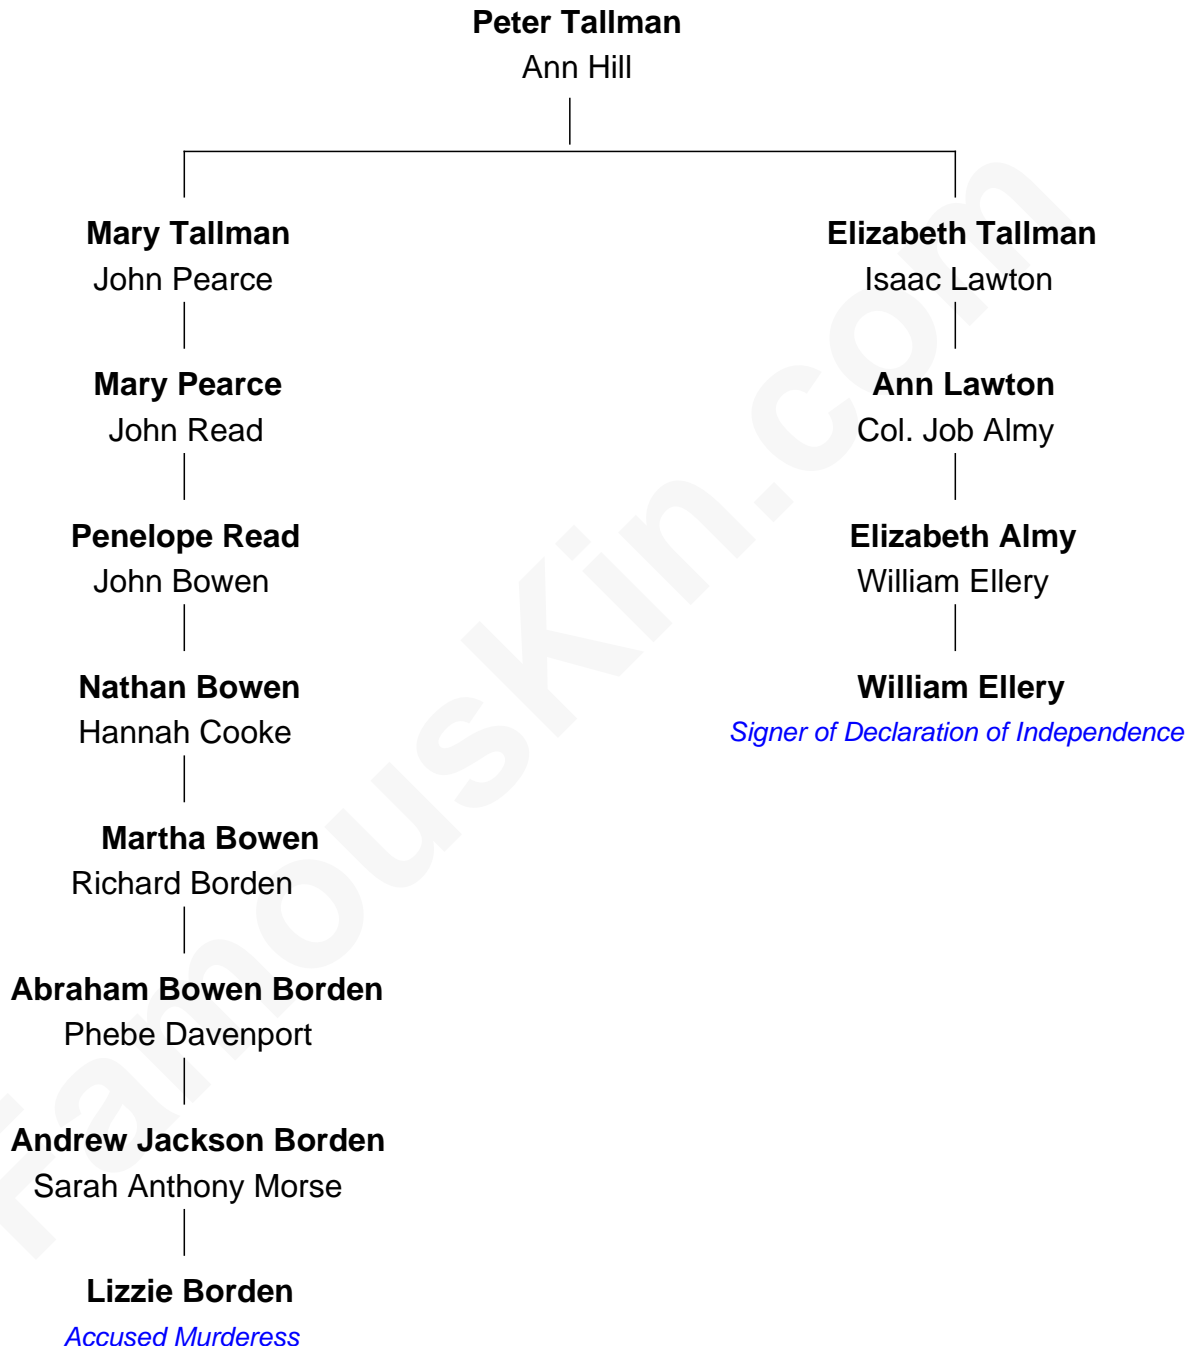 Peter Tallman
Ann Hill
Mary Tallman
John Pearce
Mary Pearce
John Read
Penelope Read
John Bowen
Nathan Bowen
Hannah Cooke
Martha Bowen
Richard Borden
Abraham Bowen Borden
Phebe Davenport
Andrew Jackson Borden
Sarah Anthony Morse
Lizzie Borden
Accused Murderess
Elizabeth Tallman
Isaac Lawton
Ann Lawton
Col. Job Almy
Elizabeth Almy
William Ellery
William Ellery
Signer of Declaration of Independence
FamousKin.com